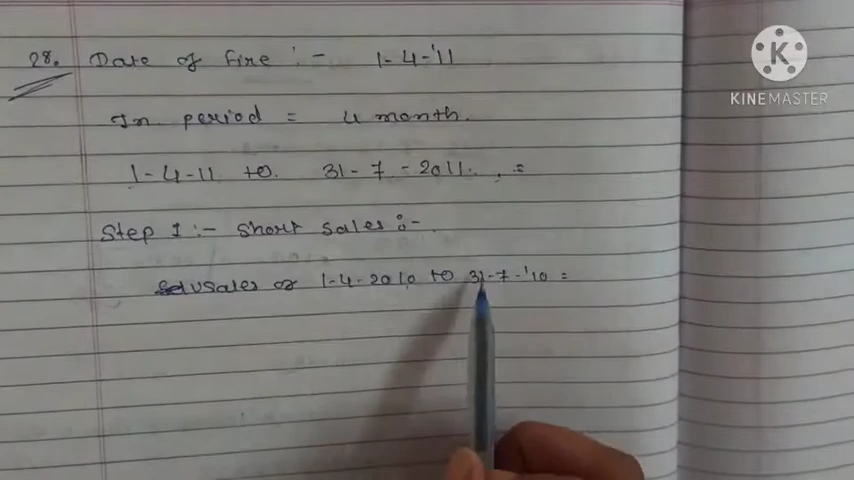 28. Date of fire :- 1-4-'11
In period = 4 month.
1-4-11 to 31-7-2011. =
Step 1 :- short sales :-
sales of 1-4-2010 to 31-7-'10 =
K
KINEMASTER